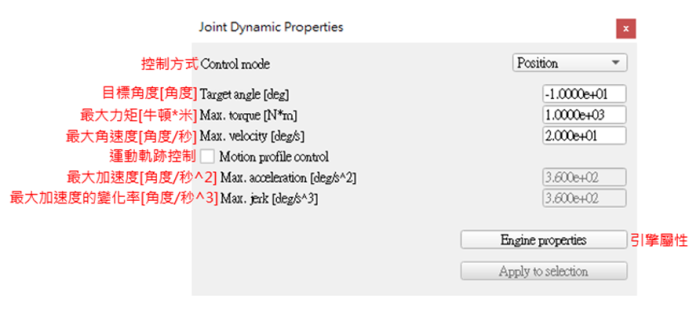 Joint Dynamic Properties x
控制方式 Control mode Position
目標角度[角度] Target angle [deg] -1.0000e+01
最大力矩[牛頓*米] Max. torque [N*m] 1.0000e+03
最大角速度[角度/秒] Max. velocity [deg/s] 2.000e+01
運動軌跡控制 Motion profile control
最大加速度[角度/秒^2] Max. acceleration [deg/s^2] 3.600e+02
最大加速度的變化率[角度/秒^3] Max. jerk [deg/s^3] 3.600e+02
Engine properties 引擎屬性
Apply to selection